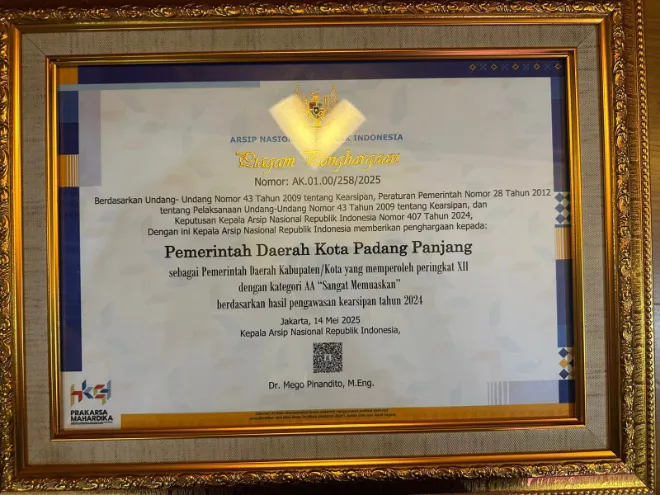 ARSIP NASIONAL REPUBLIK INDONESIA
Piagam Penghargaan
Nomor: AK.01.00/258/2025
Berdasarkan Undang- Undang Nomor 43 Tahun 2009 tentang Kearsipan, Peraturan Pemerintah Nomor 28 Tahun 2012
tentang Pelaksanaan Undang-Undang Nomor 43 Tahun 2009 tentang Kearsipan, dan
Keputusan Kepala Arsip Nasional Republik Indonesia Nomor 407 Tahun 2024,
Dengan ini Kepala Arsip Nasional Republik Indonesia memberikan penghargaan kepada:
Pemerintah Daerah Kota Padang Panjang
sebagai Pemerintah Daerah Kabupaten/Kota yang memperoleh peringkat XII
dengan kategori AA "Sangat Memuaskan"
berdasarkan hasil pengawasan kearsipan tahun 2024
Jakarta, 14 Mei 2025
Kepala Arsip Nasional Republik Indonesia,
Dr. Mego Pinandito, M.Eng.
PRAKARSA
MAHARDIKA